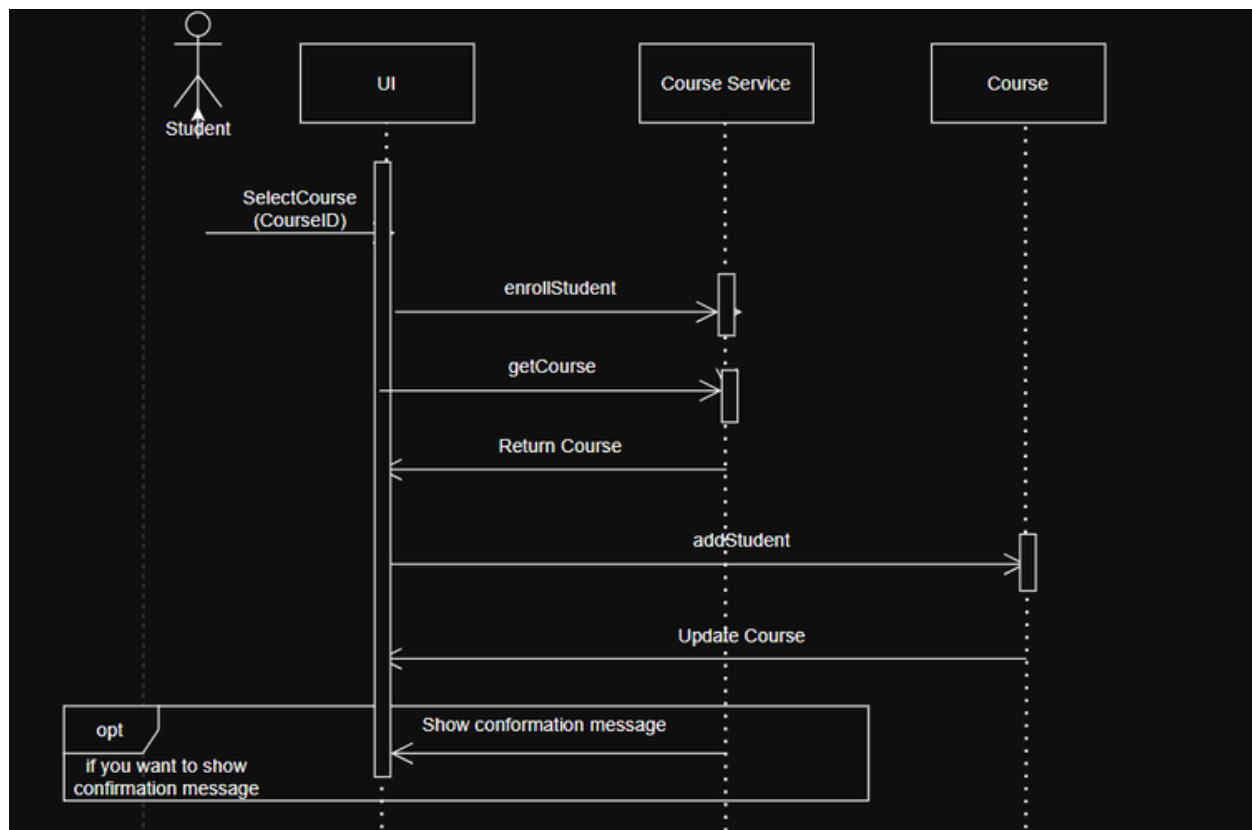 Student
UI
Course Service
Course
SelectCourse
(CourseID)
enrollStudent
getCourse
Return Course
addStudent
Update Course
opt
Show conformation message
if you want to show
confirmation message